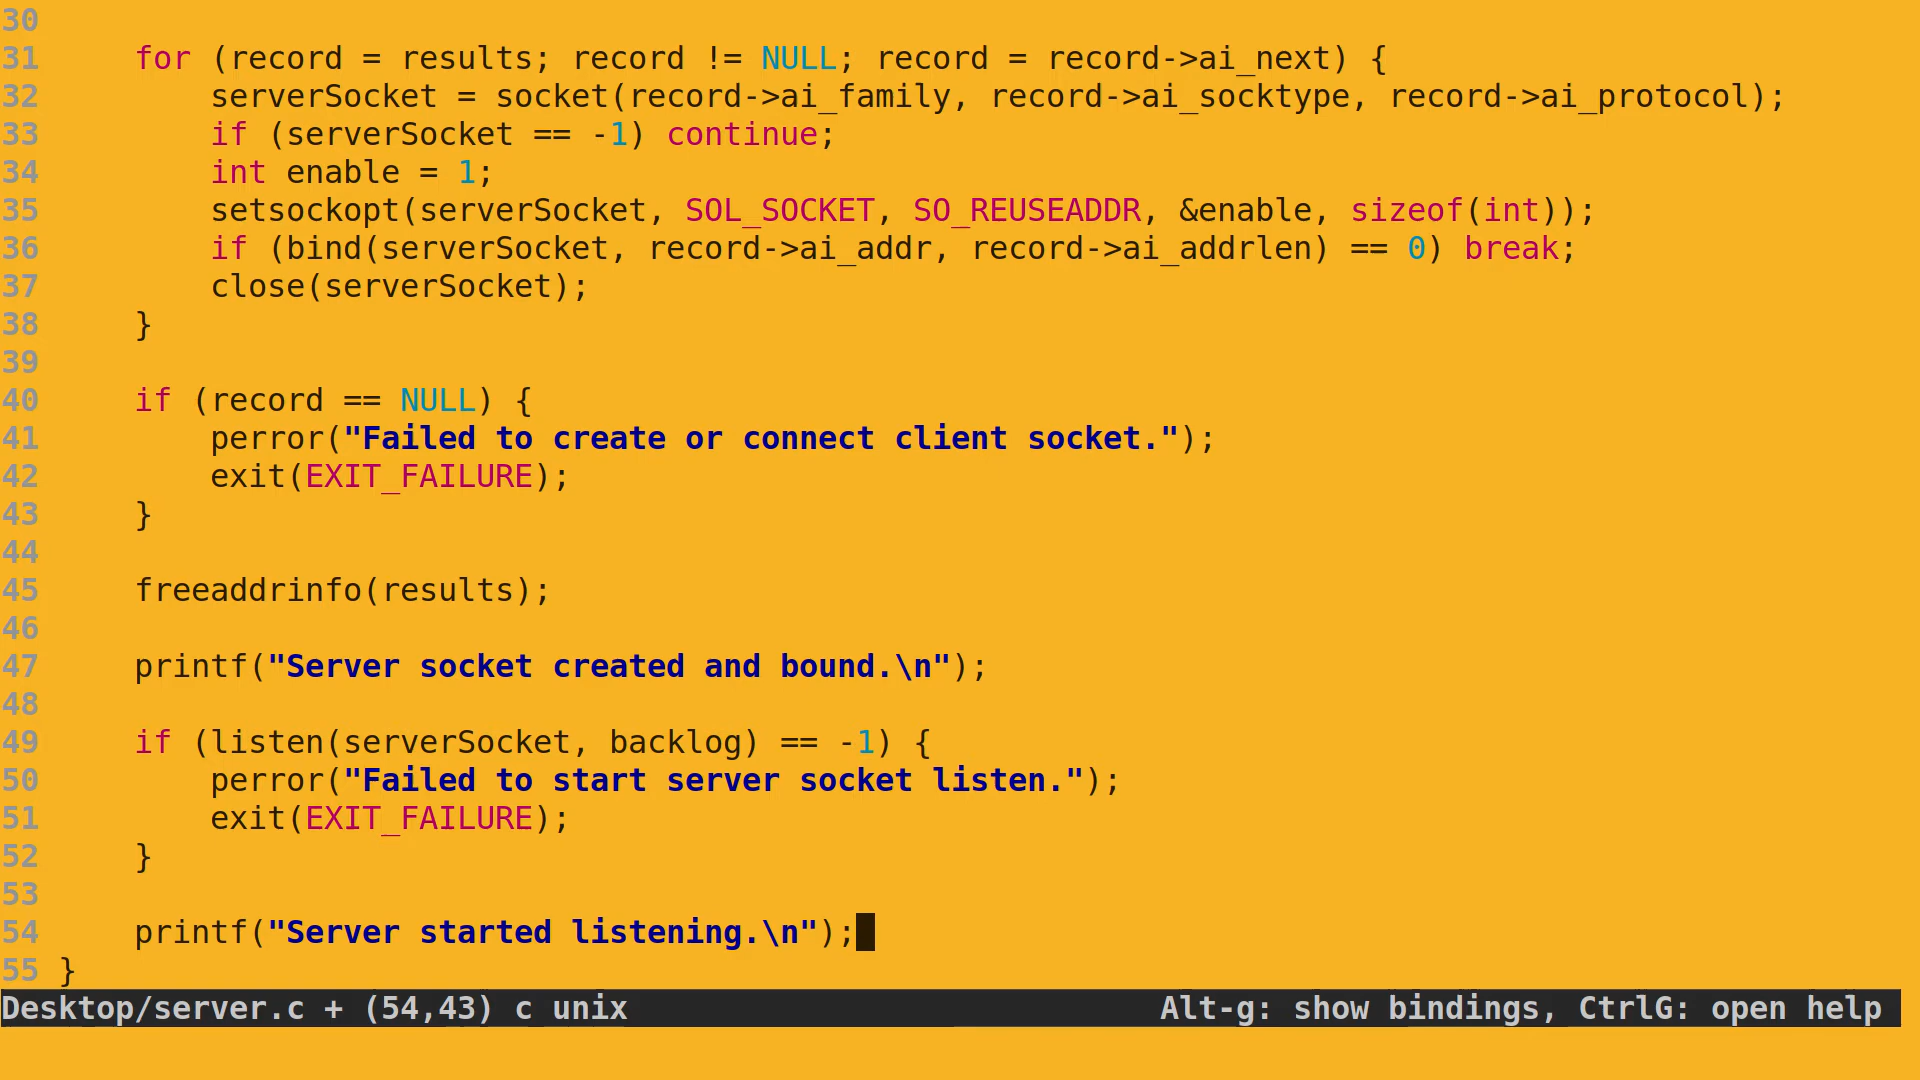 30
31     for (record = results; record != NULL; record = record->ai_next) {
32         serverSocket = socket(record->ai_family, record->ai_socktype, record->ai_protocol);
33         if (serverSocket == -1) continue;
34         int enable = 1;
35         setsockopt(serverSocket, SOL_SOCKET, SO_REUSEADDR, &enable, sizeof(int));
36         if (bind(serverSocket, record->ai_addr, record->ai_addrlen) == 0) break;
37         close(serverSocket);
38     }
39
40     if (record == NULL) {
41         perror("Failed to create or connect client socket.");
42         exit(EXIT_FAILURE);
43     }
44
45     freeaddrinfo(results);
46
47     printf("Server socket created and bound.\n");
48
49     if (listen(serverSocket, backlog) == -1) {
50         perror("Failed to start server socket listen.");
51         exit(EXIT_FAILURE);
52     }
53
54     printf("Server started listening.\n");
55 }
Desktop/server.c + (54,43) c unix Alt-g: show bindings, CtrlG: open help